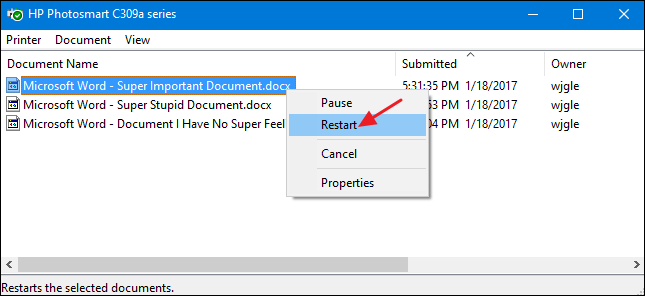 HP Photosmart C309a series
Printer Document View
Document Name Submitted Owner
Microsoft Word - Super Important Document.docx 5:31:35 PM 1/18/2017 wjgle
Microsoft Word - Super Stupid Document.docx 53 PM 1/18/2017 wjgle
Microsoft Word - Document I Have No Super Feel 04 PM 1/18/2017 wjgle
Pause
Restart
Cancel
Properties
Restarts the selected documents.